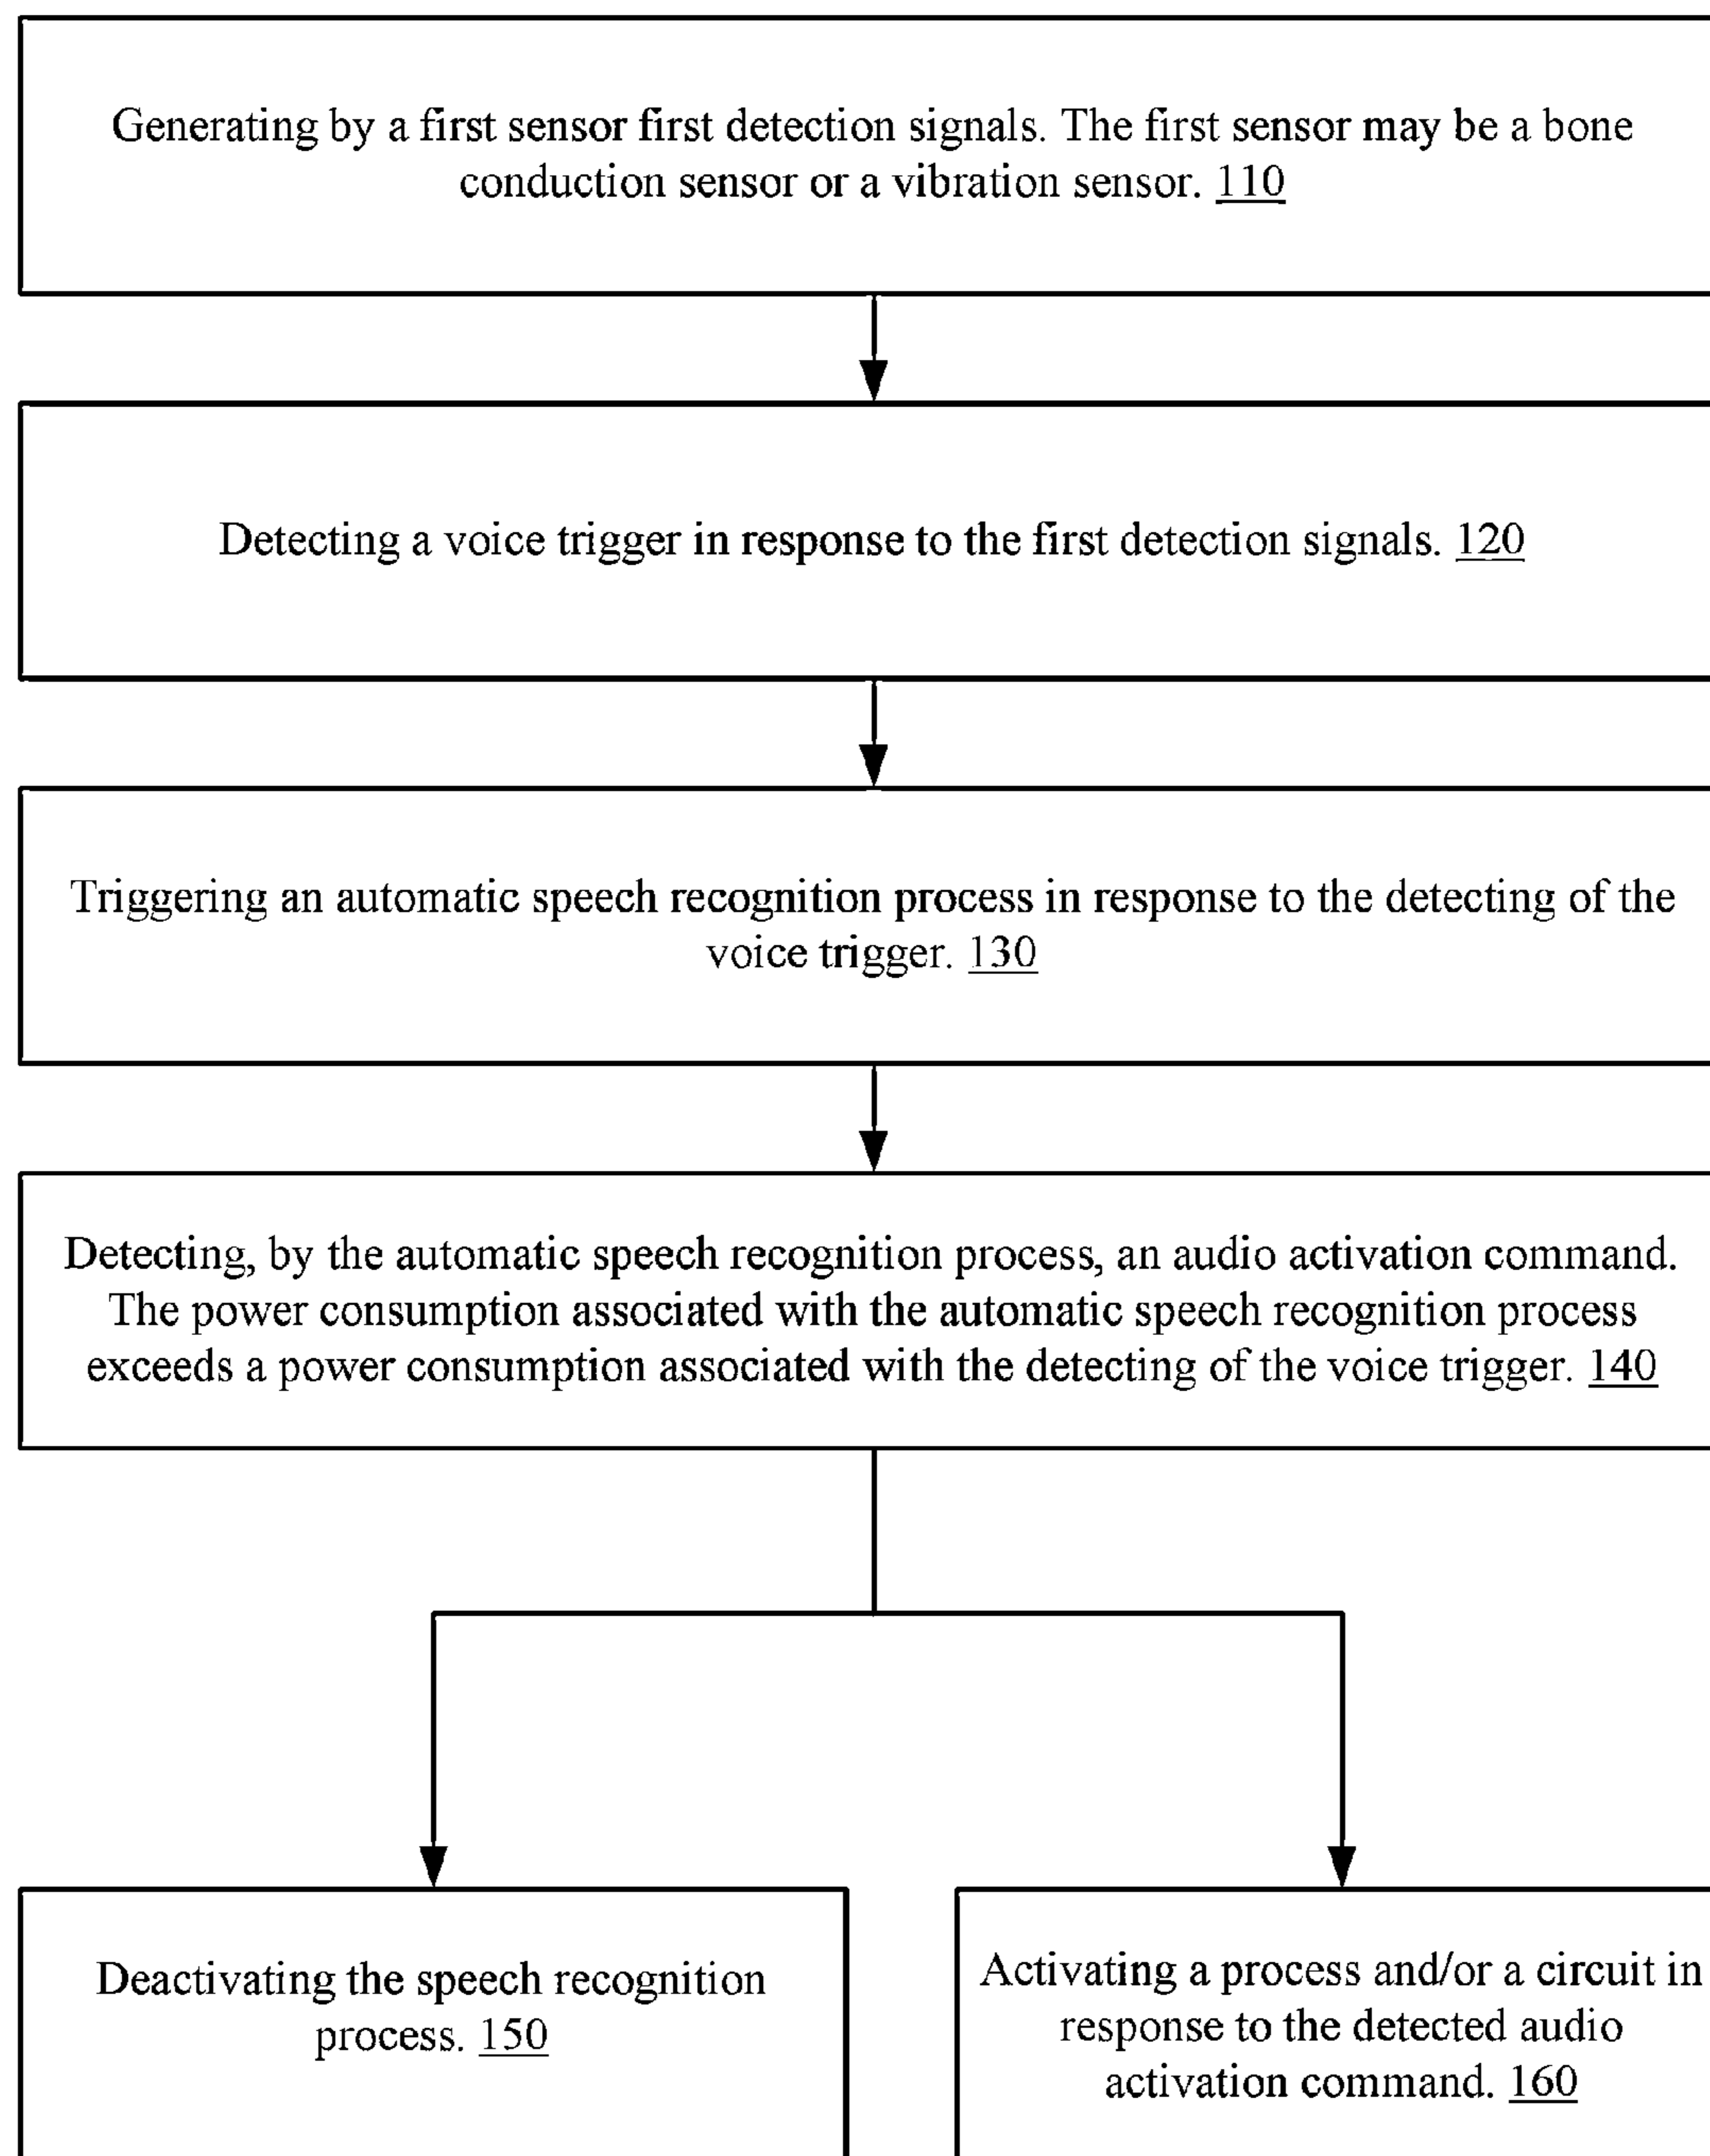 Generating by a first sensor first detection signals. The first sensor may be a bone
conduction sensor or a vibration sensor. 110
Detecting a voice trigger in response to the first detection signals. 120
Triggering an automatic speech recognition process in response to the detecting of the
voice trigger. 130
Detecting, by the automatic speech recognition process, an audio activation command.
The power consumption associated with the automatic speech recognition process
exceeds a power consumption associated with the detecting of the voice trigger. 140
Deactivating the speech recognition
process. 150
Activating a process and/or a circuit in
response to the detected audio
activation command. 160